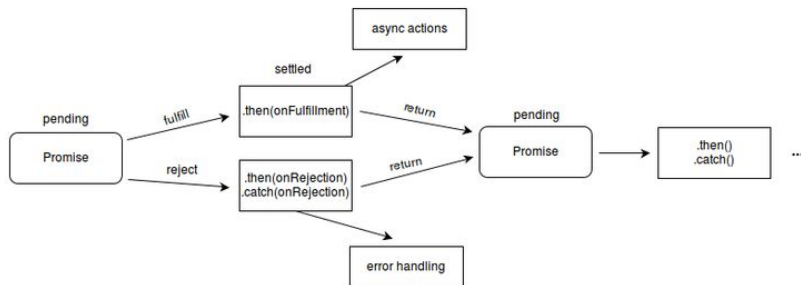 async actions
settled
pending
fulfill
.then(onFulfillment)
return
pending
Promise
reject
.then(onRejection)
.catch(onRejection)
return
Promise
.then()
.catch()
...
error handling